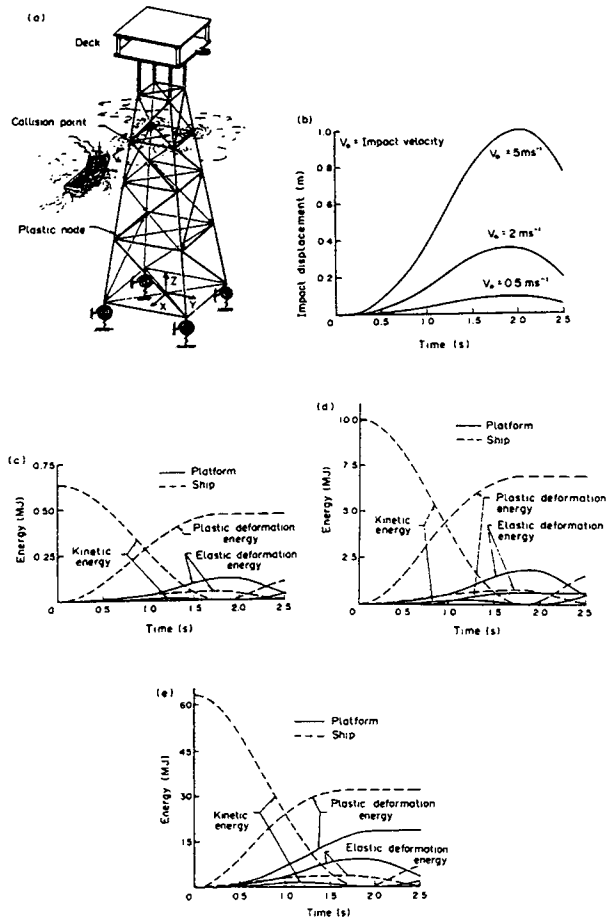 (a)
Deck
Collision point
Plastic node
Z
X
Y
(b)
V₀ = Impact velocity
V₀ = 5 ms⁻¹
V₀ = 2 ms⁻¹
V₀ = 0.5 ms⁻¹
Impact displacement (m)
1.0
0.8
0.6
0.4
0.2
0
0.5
1.0
1.5
2.0
2.5
Time (s)
(c)
Platform
Ship
Energy (MJ)
0.75
0.50
0.25
0
Kinetic energy
Plastic deformation energy
Elastic deformation energy
0.5
1.0
1.5
2.0
2.5
Time (s)
(d)
Platform
Ship
Energy (MJ)
10.0
7.5
5.0
2.5
0
Kinetic energy
Plastic deformation energy
Elastic deformation energy
0.5
1.0
1.5
2.0
2.5
Time (s)
(e)
Platform
Ship
Energy (MJ)
60
45
30
15
0
Kinetic energy
Plastic deformation energy
Elastic deformation energy
0.5
1.0
1.5
2.0
2.5
Time (s)